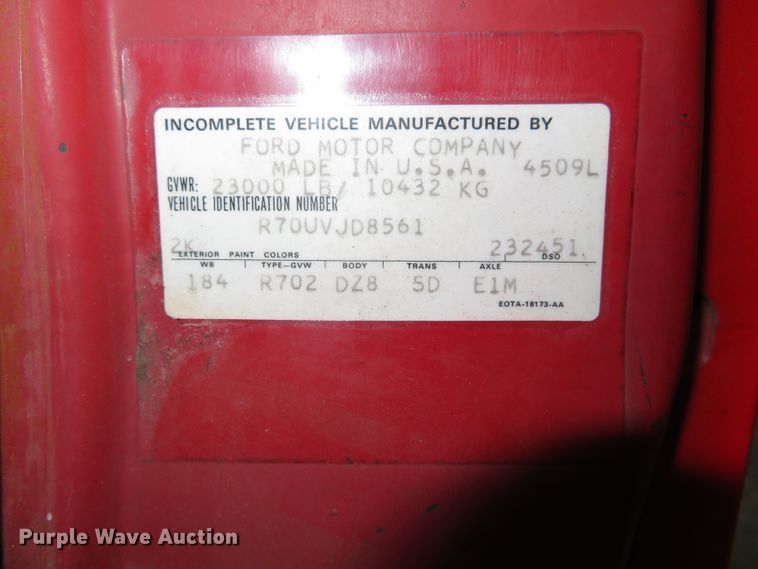 INCOMPLETE VEHICLE MANUFACTURED BY
FORD MOTOR COMPANY
MADE IN U.S.A. 4509L
GVWR: 23000 LB/ 10432 KG
VEHICLE IDENTIFICATION NUMBER
R70UVJD8561
2K 232451
EXTERIOR PAINT COLORS DSO
WB TYPE-GVW BODY TRANS AXLE
184 R702 DZ8 5D E1M
EOTA-18173-AA
Purple Wave Auction